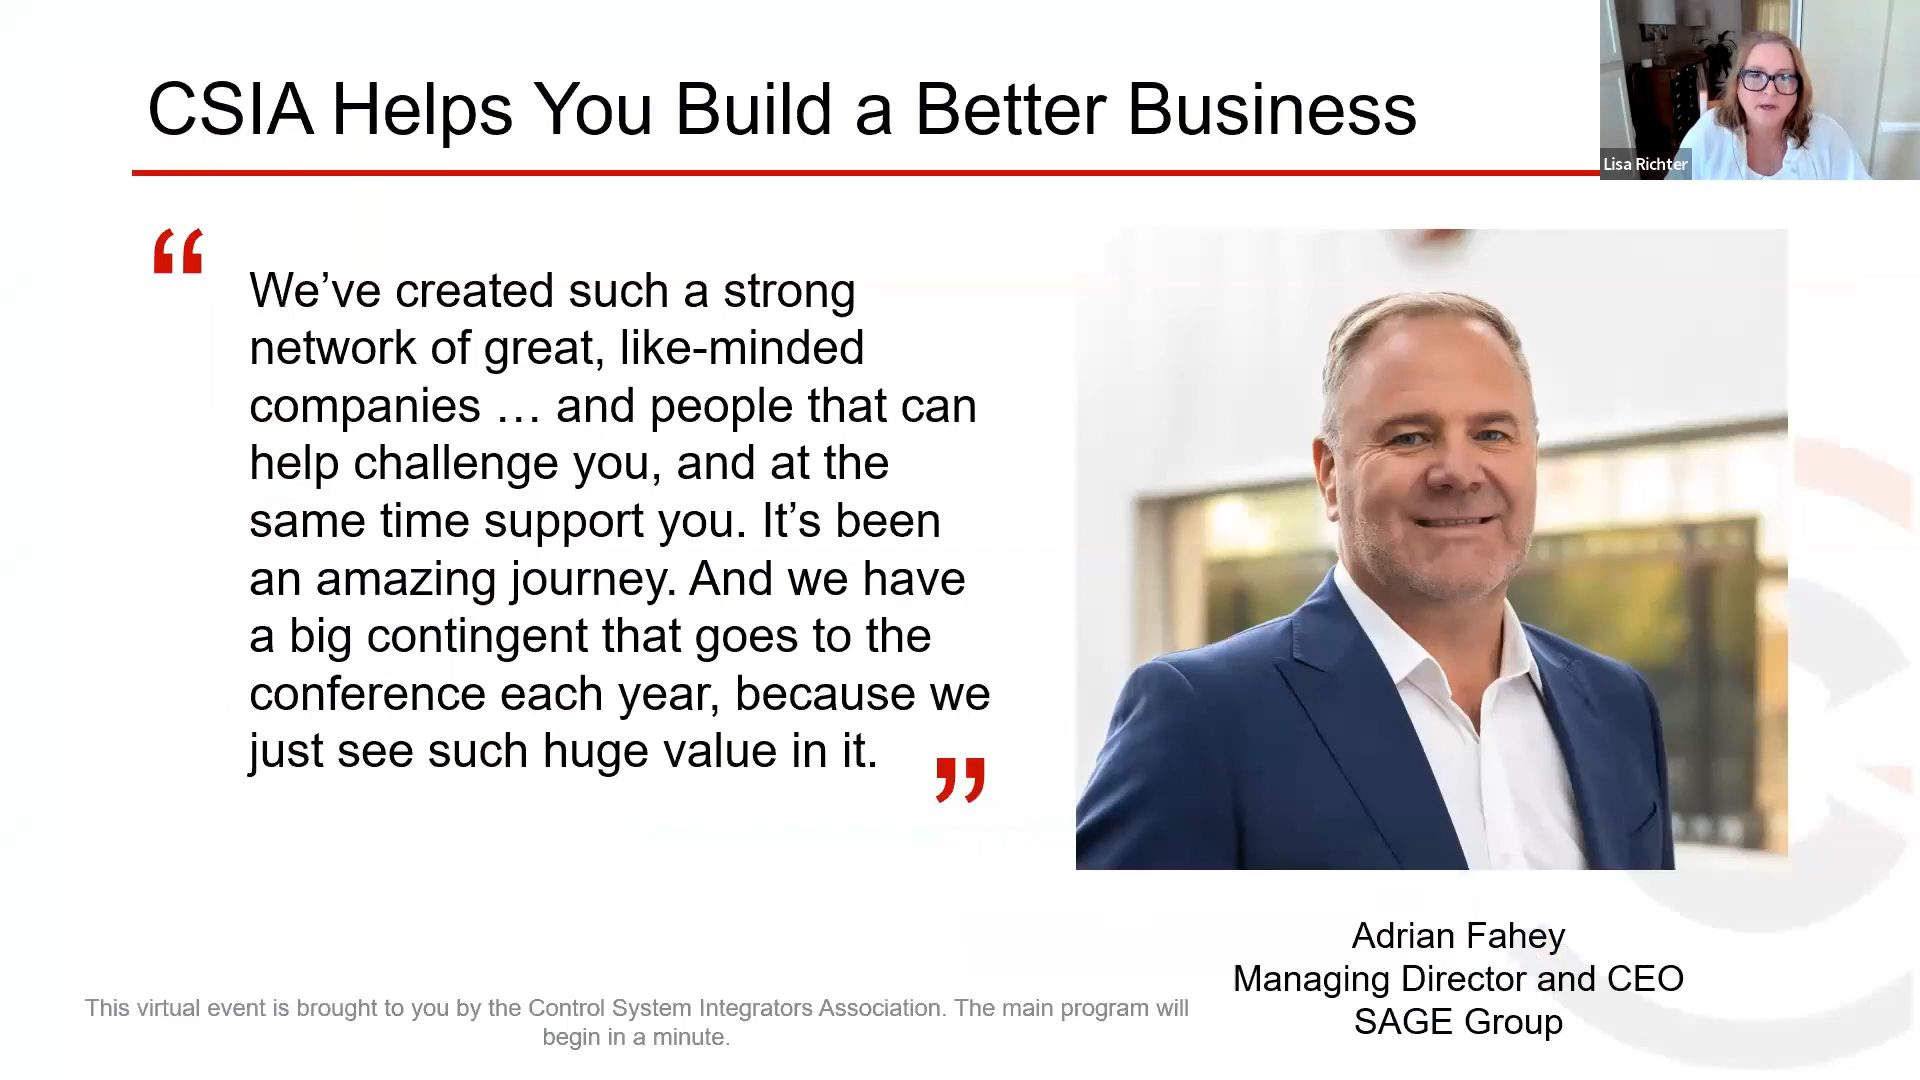 CSIA Helps You Build a Better Business
Lisa Richter
“
We’ve created such a strong
network of great, like-minded
companies … and people that can
help challenge you, and at the
same time support you. It’s been
an amazing journey. And we have
a big contingent that goes to the
conference each year, because we
just see such huge value in it.
”
Adrian Fahey
Managing Director and CEO
SAGE Group
This virtual event is brought to you by the Control System Integrators Association. The main program will
begin in a minute.